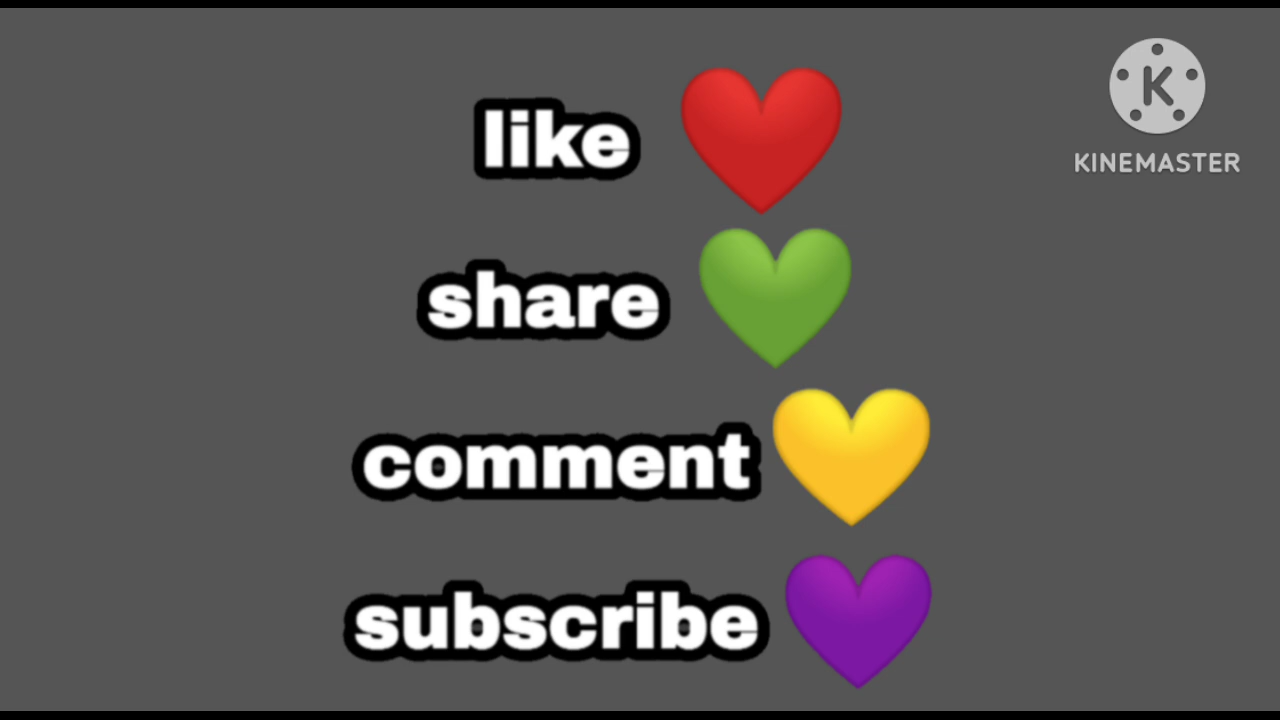 like ❤️
K
KINEMASTER
share 💚
comment 💛
subscribe 💜